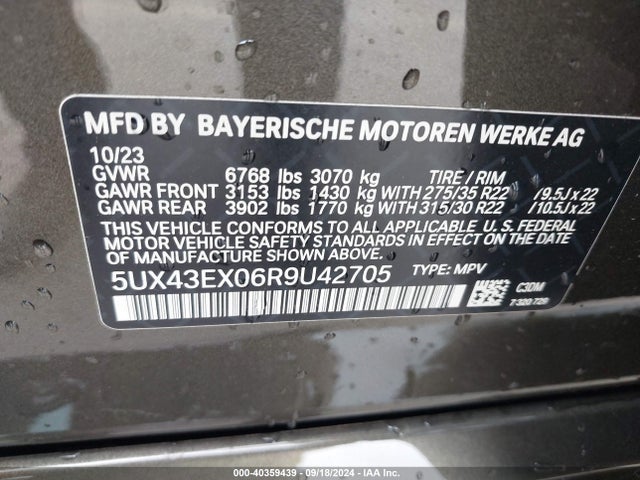 MFD BY BAYERISCHE MOTOREN WERKE AG
10/23
GVWR 6768 lbs 3070 kg TIRE / RIM
GAWR FRONT 3153 lbs 1430 kg WITH 275/35 R22 / 9.5J x 22
GAWR REAR 3902 lbs 1770 kg WITH 315/30 R22 / 10.5J x 22
THIS VEHICLE CONFORMS TO ALL APPLICABLE U. S. FEDERAL
MOTOR VEHICLE SAFETY STANDARDS IN EFFECT ON THE DATE
OF MANUFACTURE SHOWN ABOVE.
5UX43EX06R9U42705 TYPE: MPV
C3DM
7320725
000-40359439 - 09/18/2024 - IAA Inc.